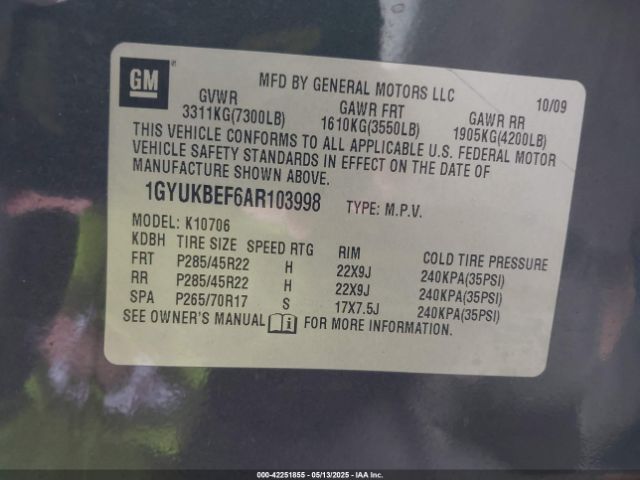 GM
MFD BY GENERAL MOTORS LLC 10/09
GVWR GAWR FRT GAWR RR
3311KG(7300LB) 1610KG(3550LB) 1905KG(4200LB)
THIS VEHICLE CONFORMS TO ALL APPLICABLE U.S. FEDERAL MOTOR
VEHICLE SAFETY STANDARDS IN EFFECT ON THE DATE OF
MANUFACTURE SHOWN ABOVE.
1GYUKBEF6AR103998 TYPE: M.P.V.
MODEL: K10706
KDBH TIRE SIZE SPEED RTG RIM COLD TIRE PRESSURE
FRT P285/45R22 H 22X9J 240KPA(35PSI)
RR P285/45R22 H 22X9J 240KPA(35PSI)
SPA P265/70R17 S 17X7.5J 240KPA(35PSI)
SEE OWNER'S MANUAL FOR MORE INFORMATION.
000-42251855 - 05/13/2025 - IAA Inc.